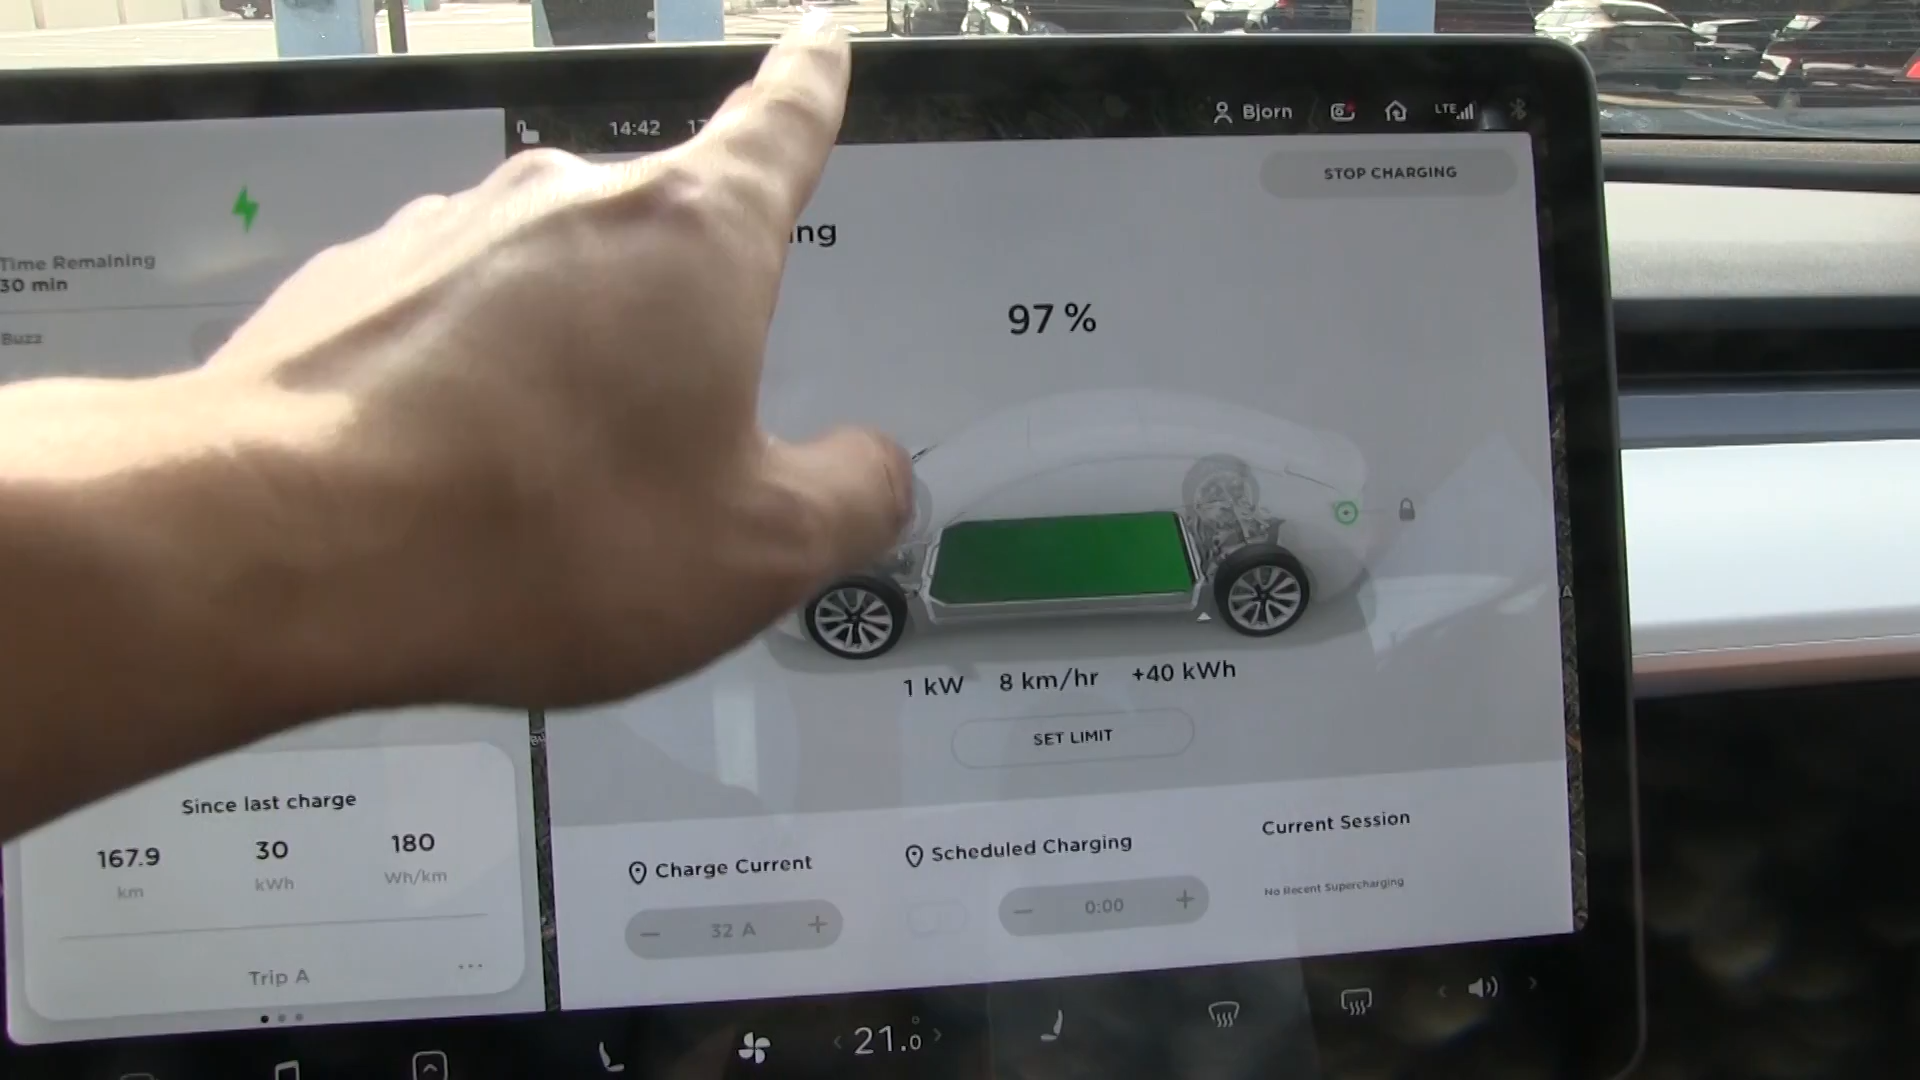 14:42
Bjorn
LTE
STOP CHARGING
ing
Time Remaining
30 min
Buzz
97 %
1 kW 8 km/hr +40 kWh
SET LIMIT
Since last charge
167.9 30 180
km kWh Wh/km
Trip A
Charge Current
32 A
Scheduled Charging
0:00
Current Session
No Recent Supercharging
21.0